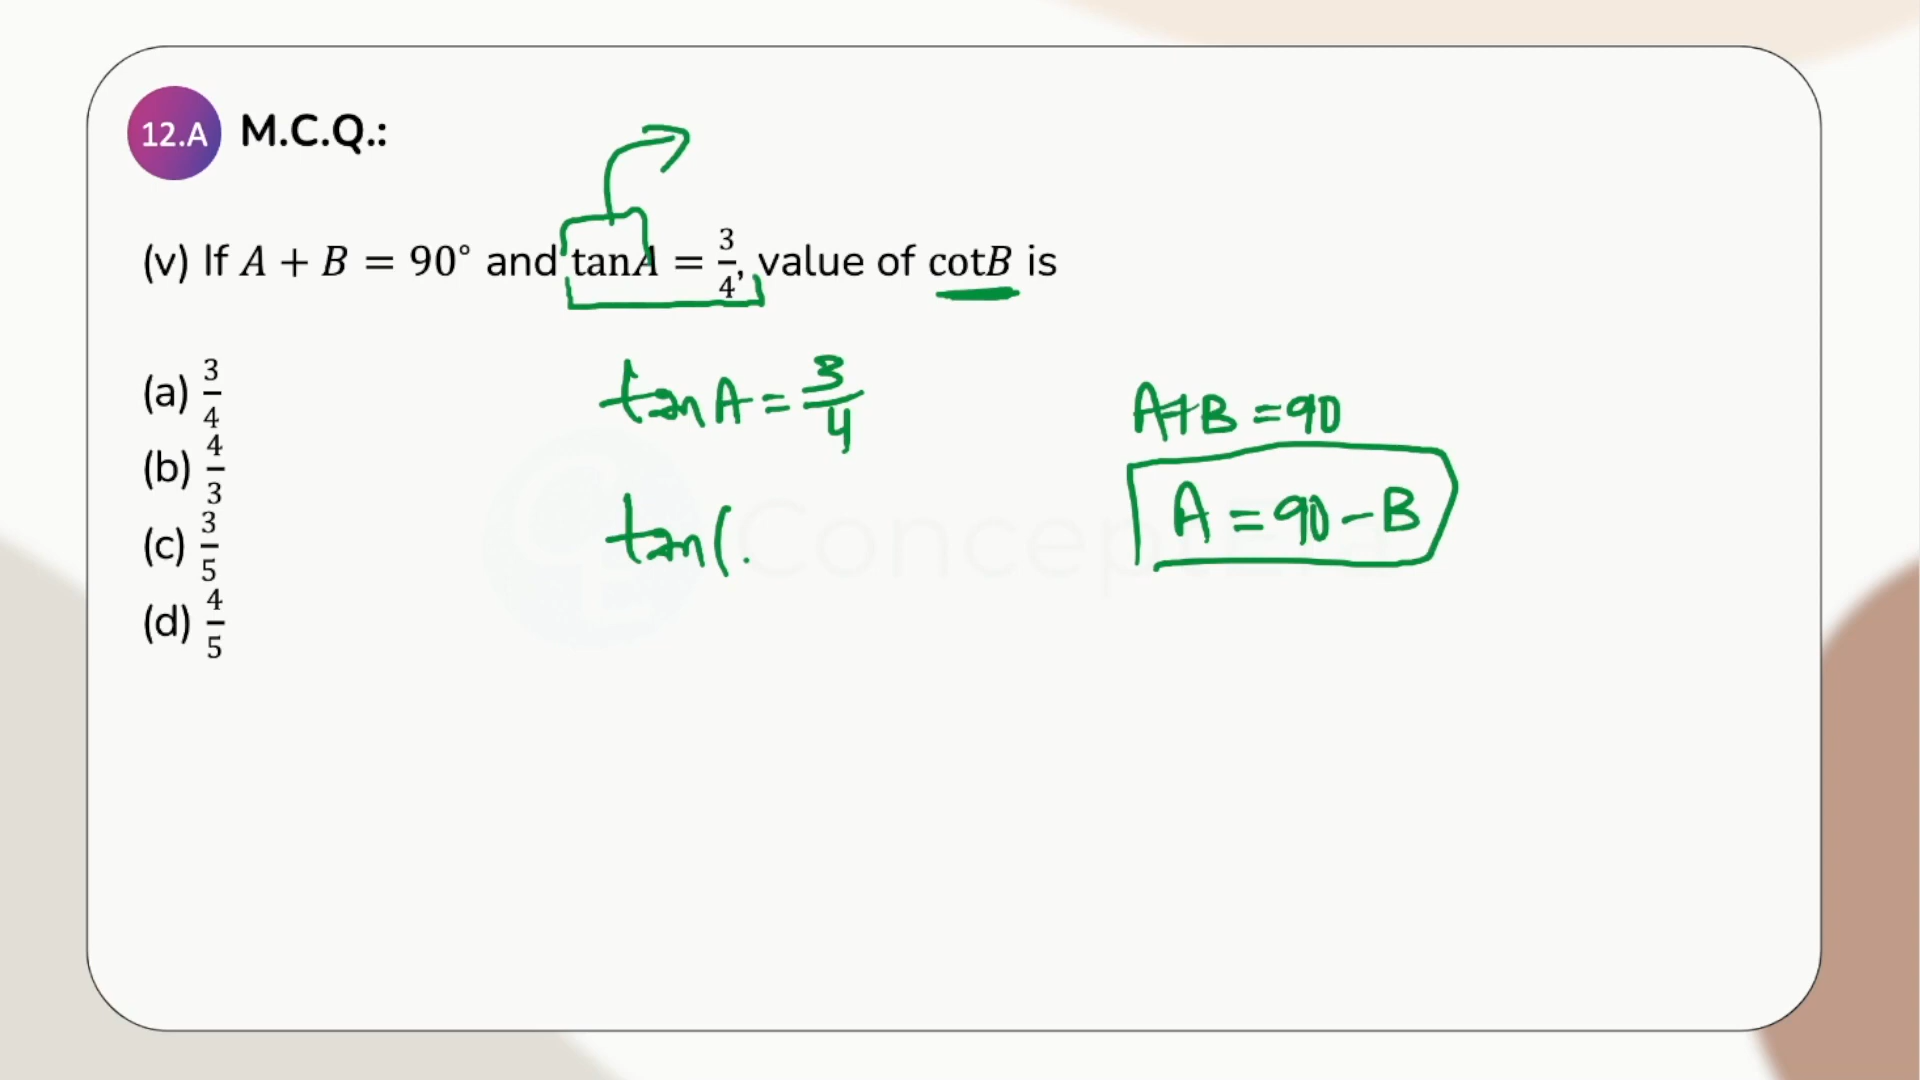 12.A M.C.Q.:
(v) If A + B = 90° and tanA = 3/4, value of cotB is
(a) 3/4
(b) 4/3
(c) 3/5
(d) 4/5
tan A = 3/4
tan(.
A+B = 90
A = 90 - B